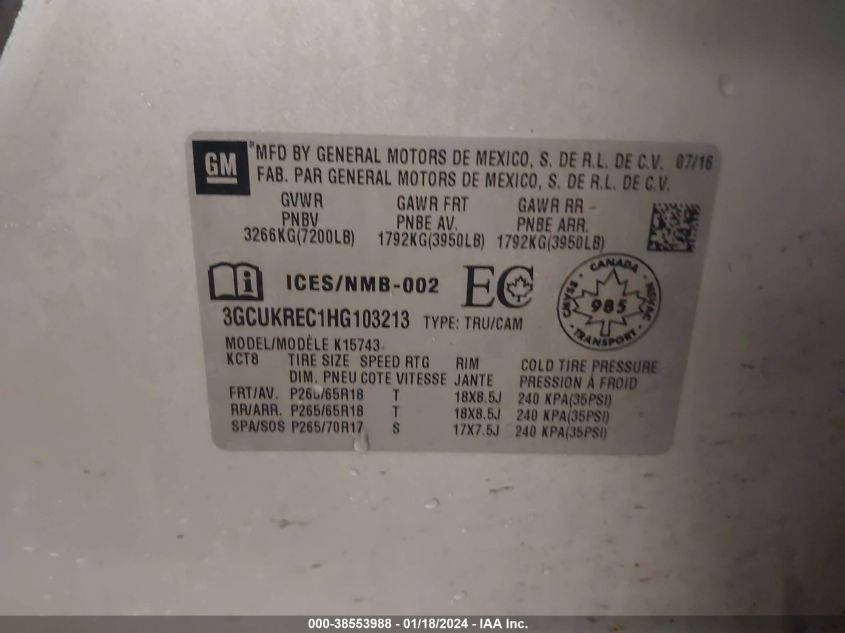 GM
*MFD BY GENERAL MOTORS DE MEXICO, S. DE R.L. DE C.V. 07/16
FAB. PAR GENERAL MOTORS DE MEXICO, S. DE R.L. DE C.V.
GVWR GAWR FRT GAWR RR
PNBV PNBE AV. PNBE ARR.
3266KG(7200LB) 1792KG(3950LB) 1792KG(3950LB)
i ICES/NMB-002 EC
CANADA
CMVSS 985 NSVAC
TRANSPORT
3GCUKREC1HG103213 TYPE: TRU/CAM
MODEL/MODÈLE K15743
KCT8 TIRE SIZE SPEED RTG RIM COLD TIRE PRESSURE
DIM. PNEU COTE VITESSE JANTE PRESSION À FROID
FRT/AV. P265/65R18 T 18X8.5J 240 KPA(35PSI)
RR/ARR. P265/65R18 T 18X8.5J 240 KPA(35PSI)
SPA/SOS P265/70R17 S 17X7.5J 240 KPA(35PSI)
000-38553988 - 01/18/2024 - IAA Inc.